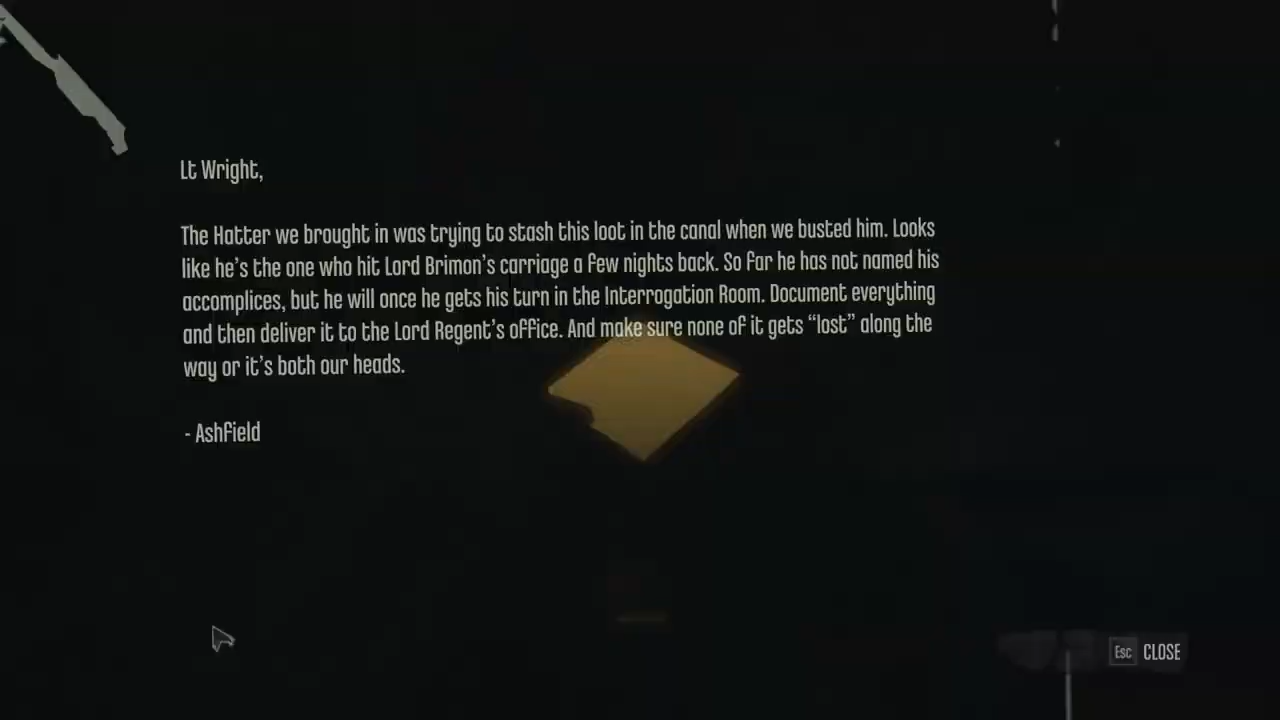 Lt Wright,
The Hatter we brought in was trying to stash this loot in the canal when we busted him. Looks
like he's the one who hit Lord Brimon's carriage a few nights back. So far he has not named his
accomplices, but he will once he gets his turn in the Interrogation Room. Document everything
and then deliver it to the Lord Regent's office. And make sure none of it gets “lost” along the
way or it's both our heads.
- Ashfield
Esc CLOSE